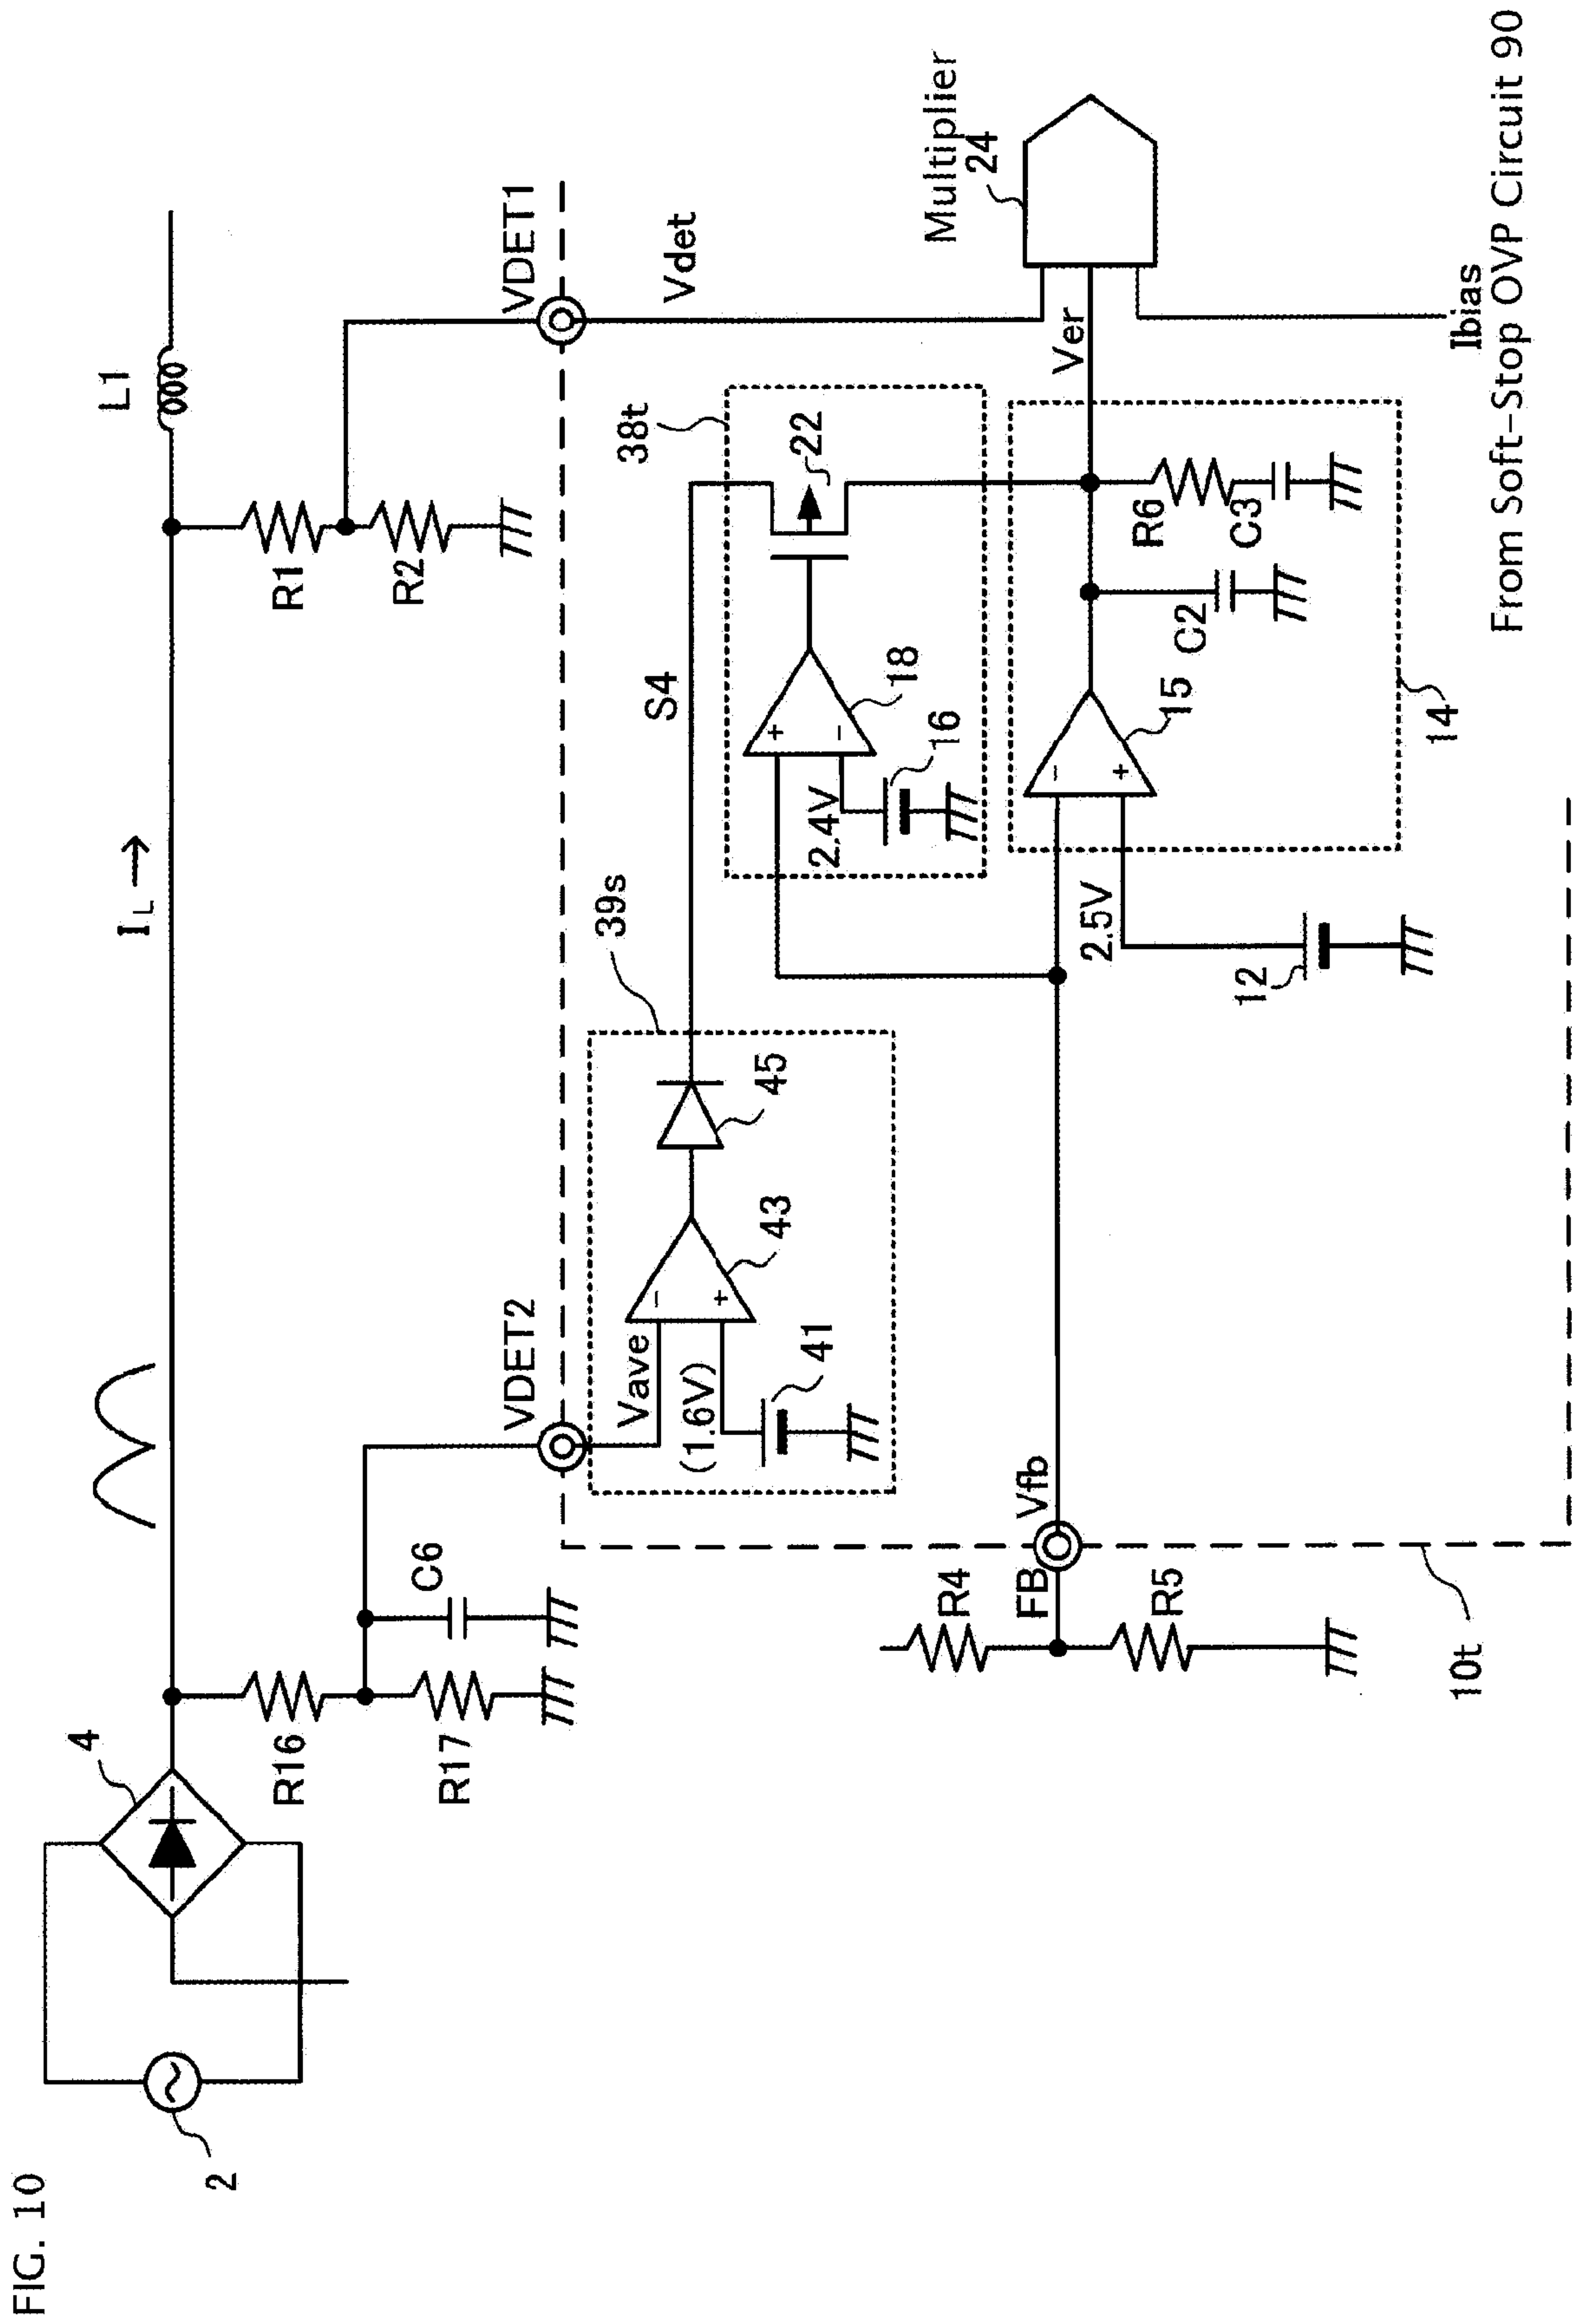 FIG. 10
2
4
R16
R17
C6
VDET2
IL →
L1
R1
R2
VDET1
Vdet
39s
Vave
(1.6V)
41
43
45
S4
38t
2.4V
16
18
22
Multiplier
24
Ver
R4
FB
R5
Vfb
10t
2.5V
12
15
14
C2
R6
C3
Ibias
From Soft-Stop OVP Circuit 90